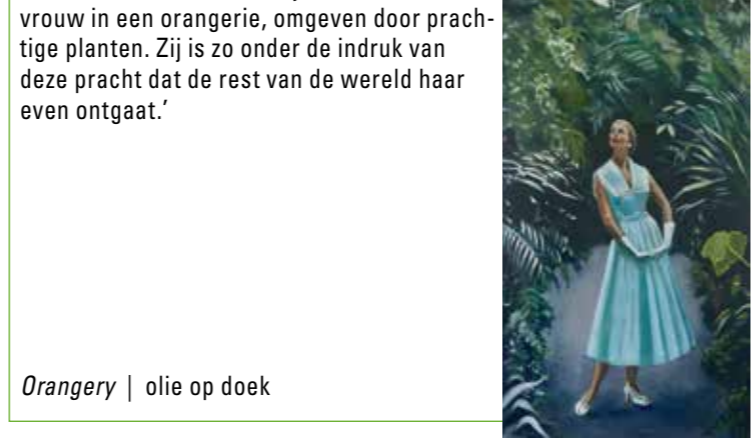 vrouw in een orangerie, omgeven door prach-
tige planten. Zij is zo onder de indruk van
deze pracht dat de rest van de wereld haar
even ontgaat.’
Orangery | olie op doek